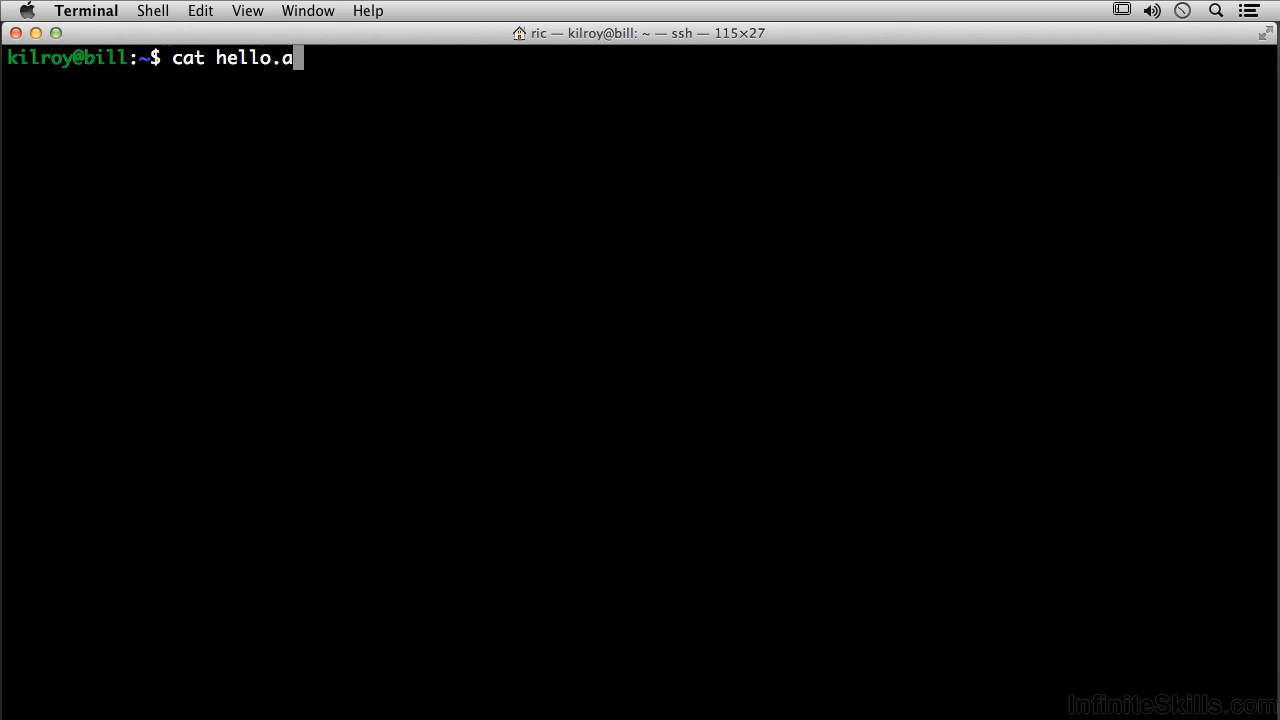 Terminal Shell Edit View Window Help
ric — kilroy@bill: ~ — ssh — 115×27
kilroy@bill:~$ cat hello.a
InfiniteSkills.com